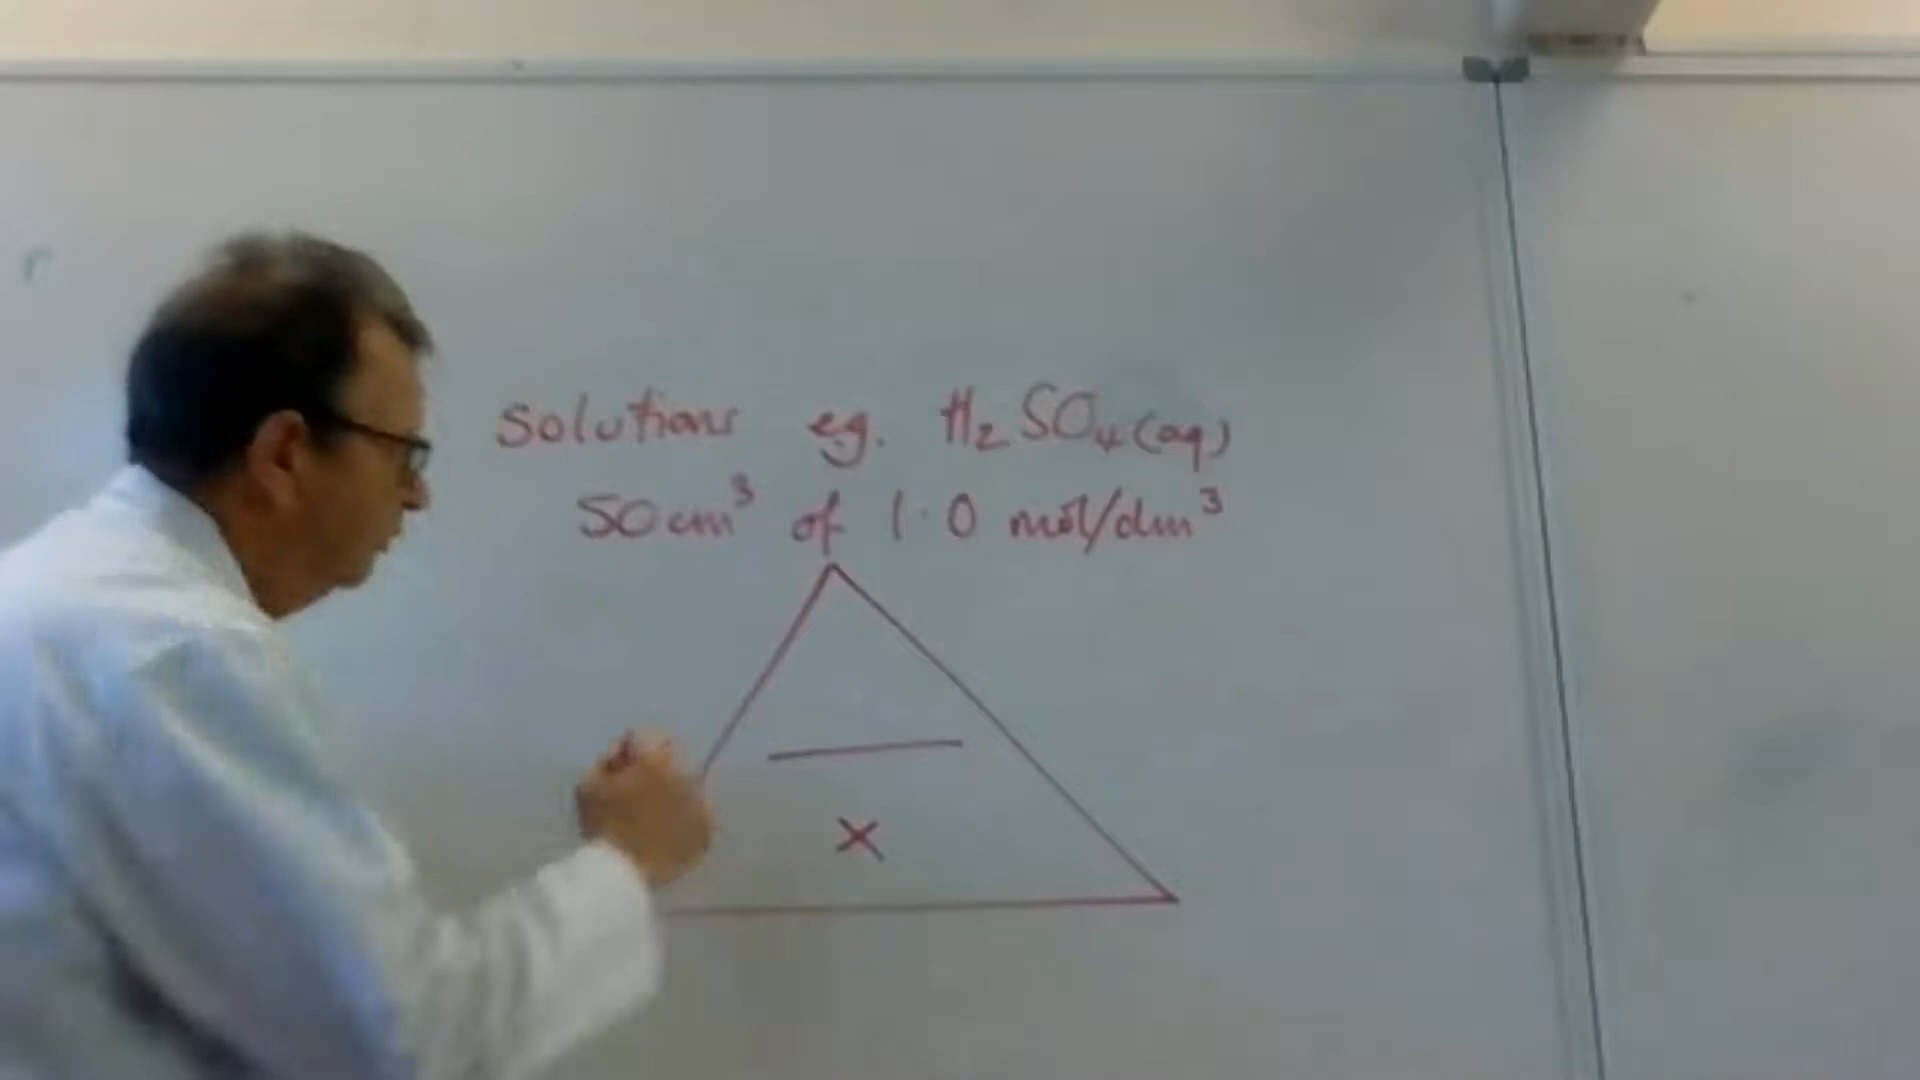 Solutions eg. H₂SO₄(aq)
50cm³ of 1.0 mol/dm³
×